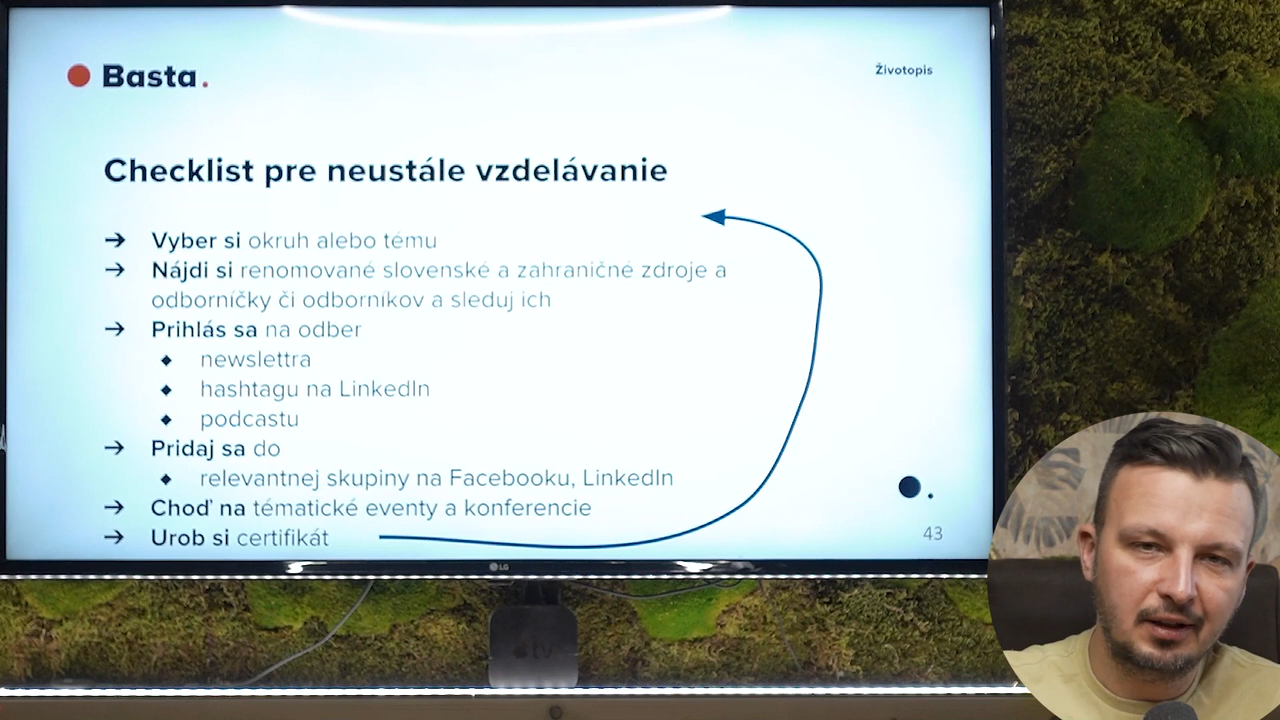 Basta.
Životopis
Checklist pre neustále vzdelávanie
→ Vyber si okruh alebo tému
→ Nájdi si renomované slovenské a zahraničné zdroje a
odborníčky či odborníkov a sleduj ich
→ Prihlás sa na odber
◆ newslettra
◆ hashtagu na LinkedIn
◆ podcastu
→ Pridaj sa do
◆ relevantnej skupiny na Facebooku, LinkedIn
→ Choď na tématické eventy a konferencie
→ Urob si certifikát
43
LG
tv